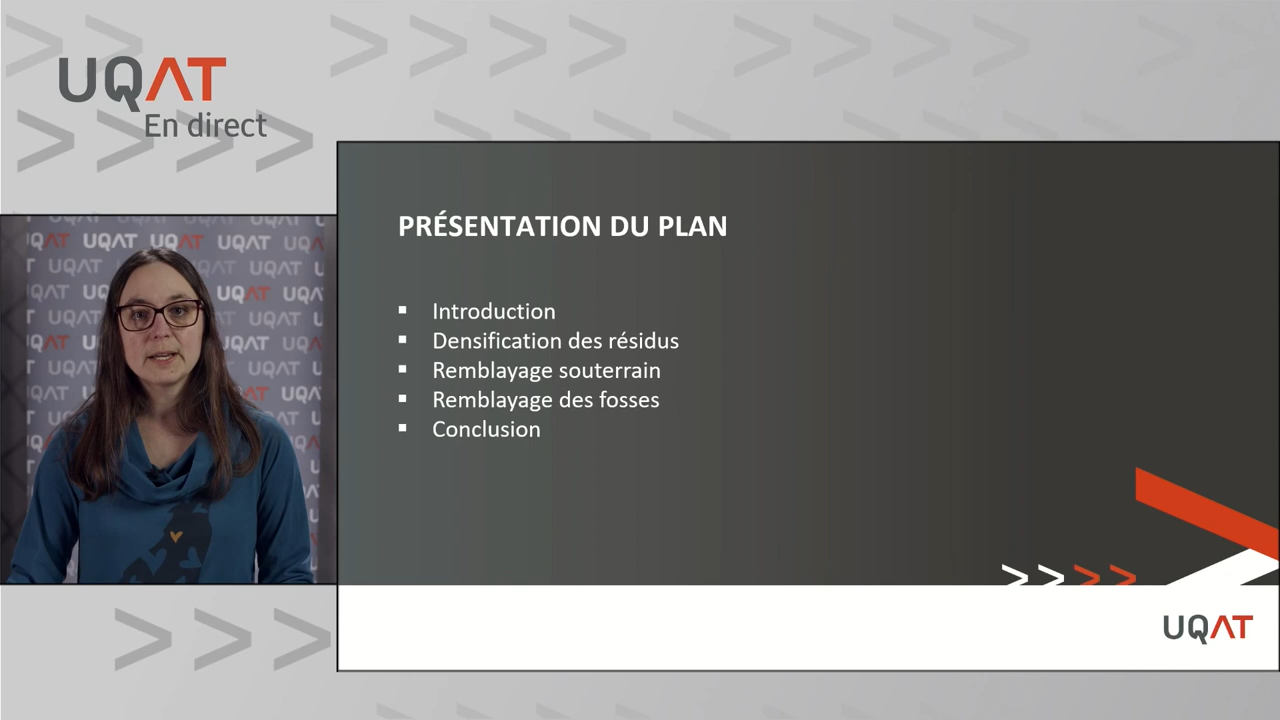 UQAT
En direct
PRÉSENTATION DU PLAN
Introduction
Densification des résidus
Remblayage souterrain
Remblayage des fosses
Conclusion
UQAT